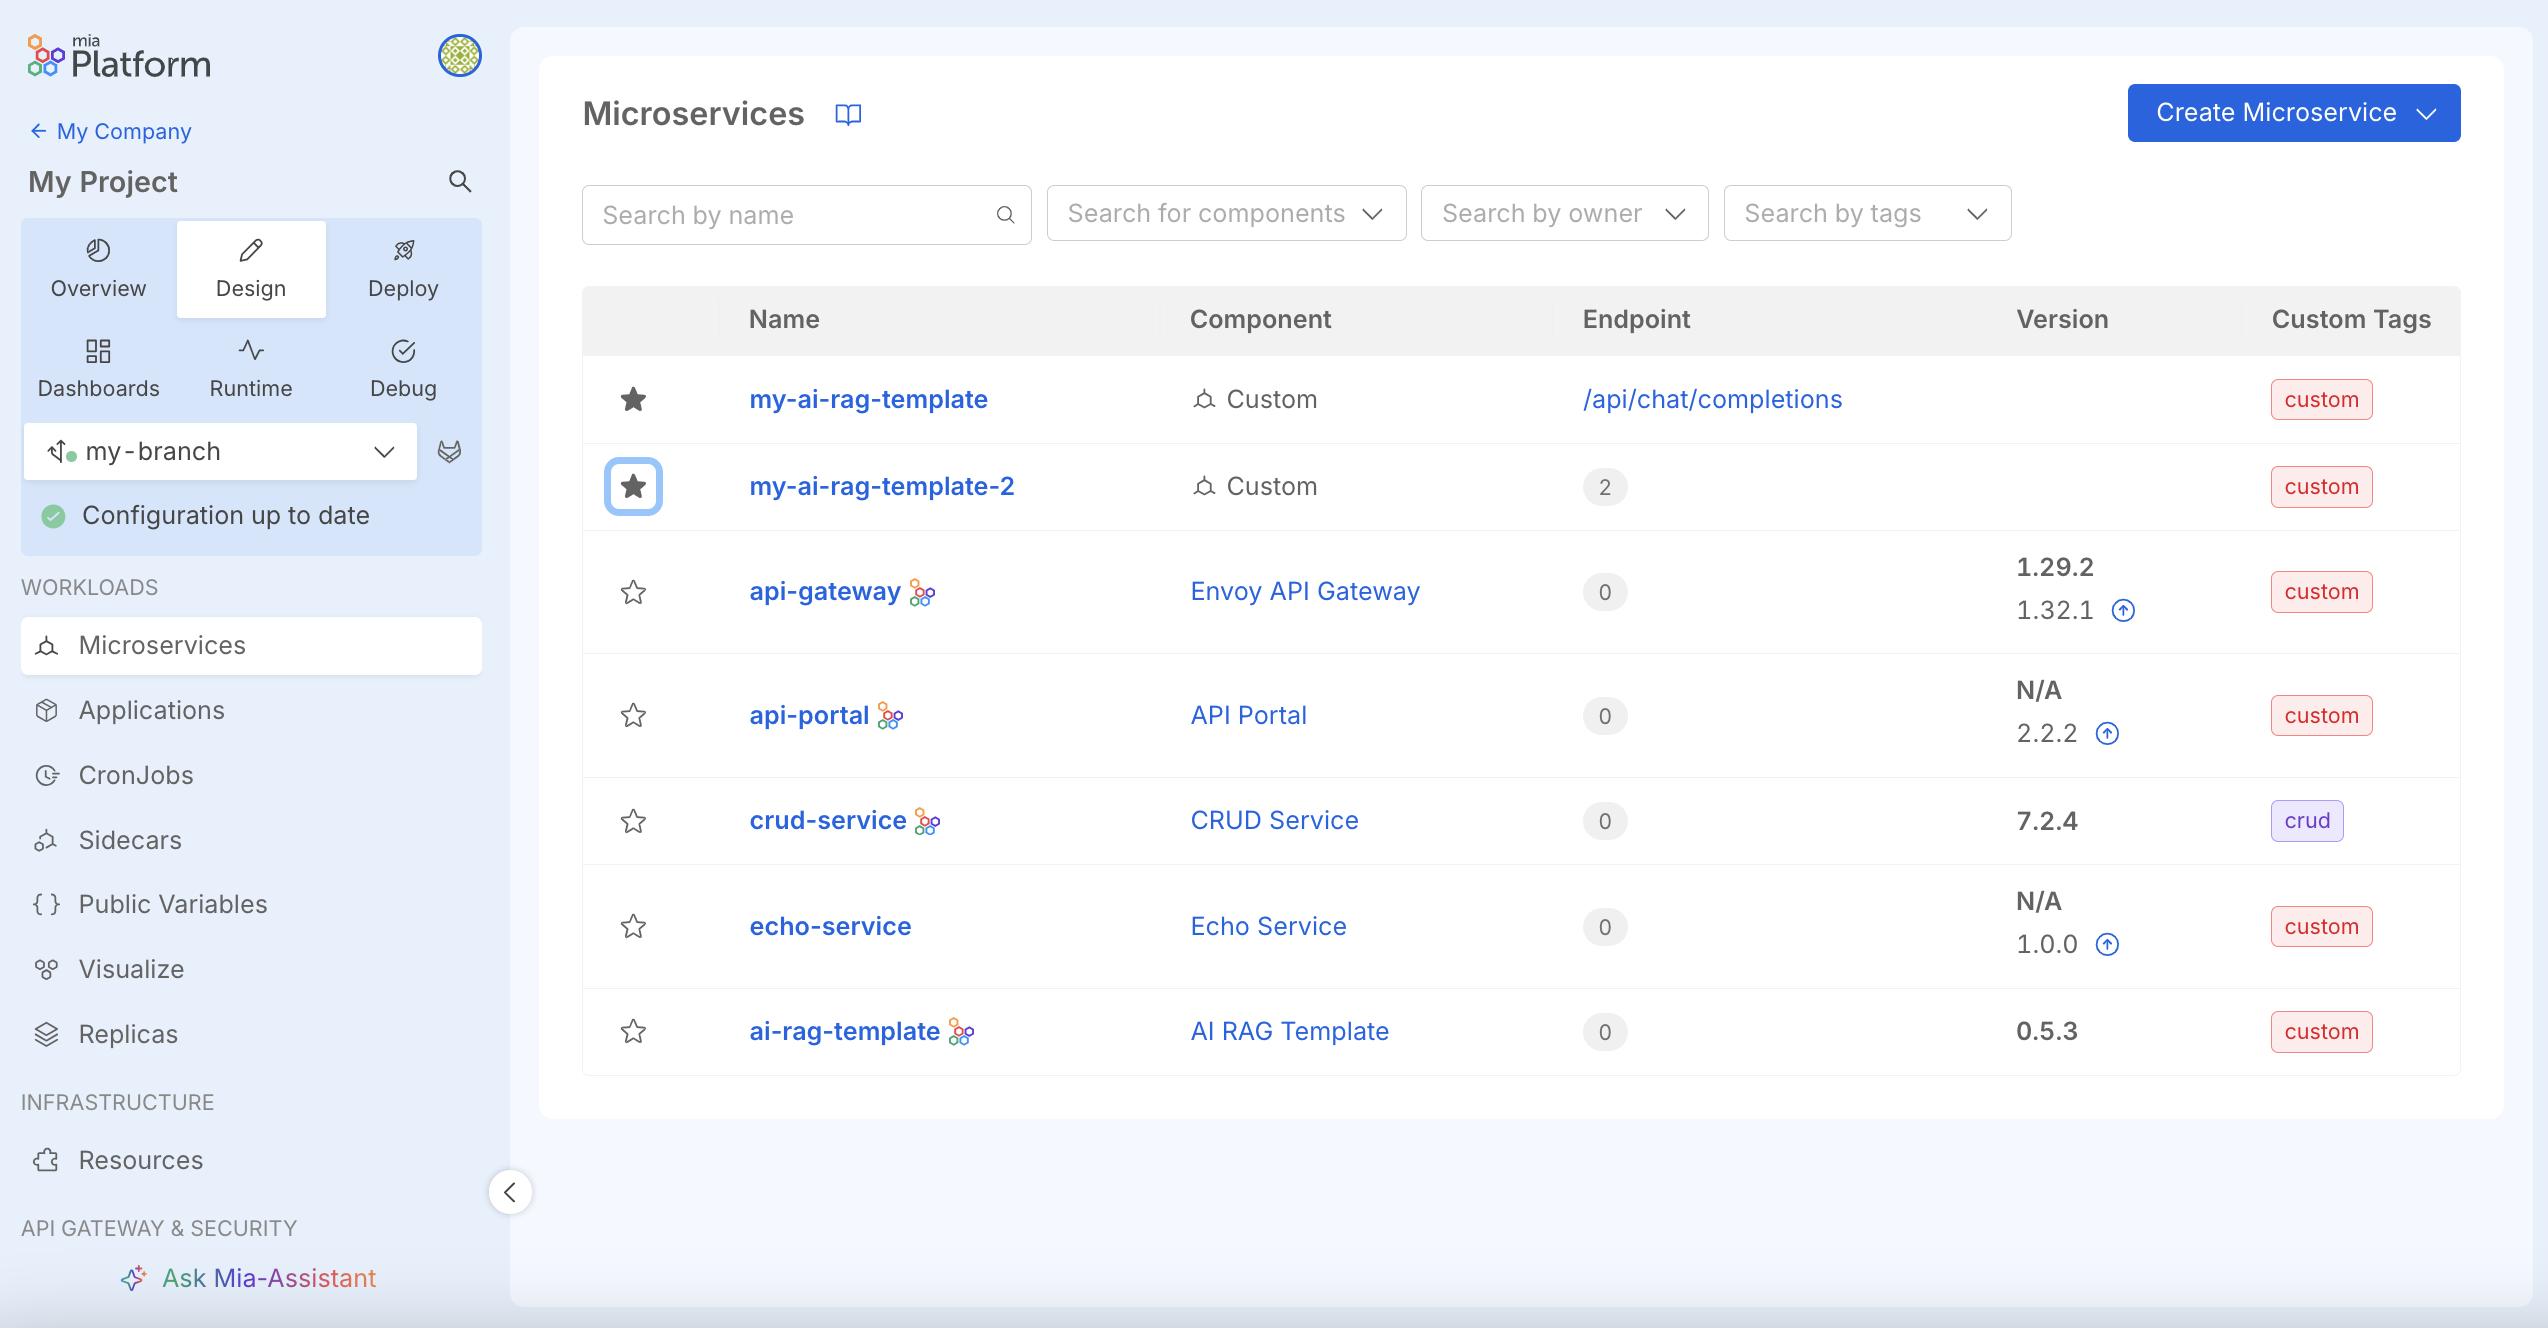 mia
Platform
My Company
My Project
Overview
Design
Deploy
Dashboards
Runtime
Debug
my-branch
Configuration up to date
WORKLOADS
Microservices
Applications
CronJobs
Sidecars
Public Variables
Visualize
Replicas
INFRASTRUCTURE
Resources
API GATEWAY & SECURITY
Ask Mia-Assistant
Microservices
Create Microservice
Search by name
Search for components
Search by owner
Search by tags
Name Component Endpoint Version Custom Tags
my-ai-rag-template Custom /api/chat/completions custom
my-ai-rag-template-2 Custom 2 custom
api-gateway Envoy API Gateway 0 1.29.2 custom
1.32.1
api-portal API Portal 0 N/A custom
2.2.2
crud-service CRUD Service 0 7.2.4 crud
echo-service Echo Service 0 N/A custom
1.0.0
ai-rag-template AI RAG Template 0 0.5.3 custom